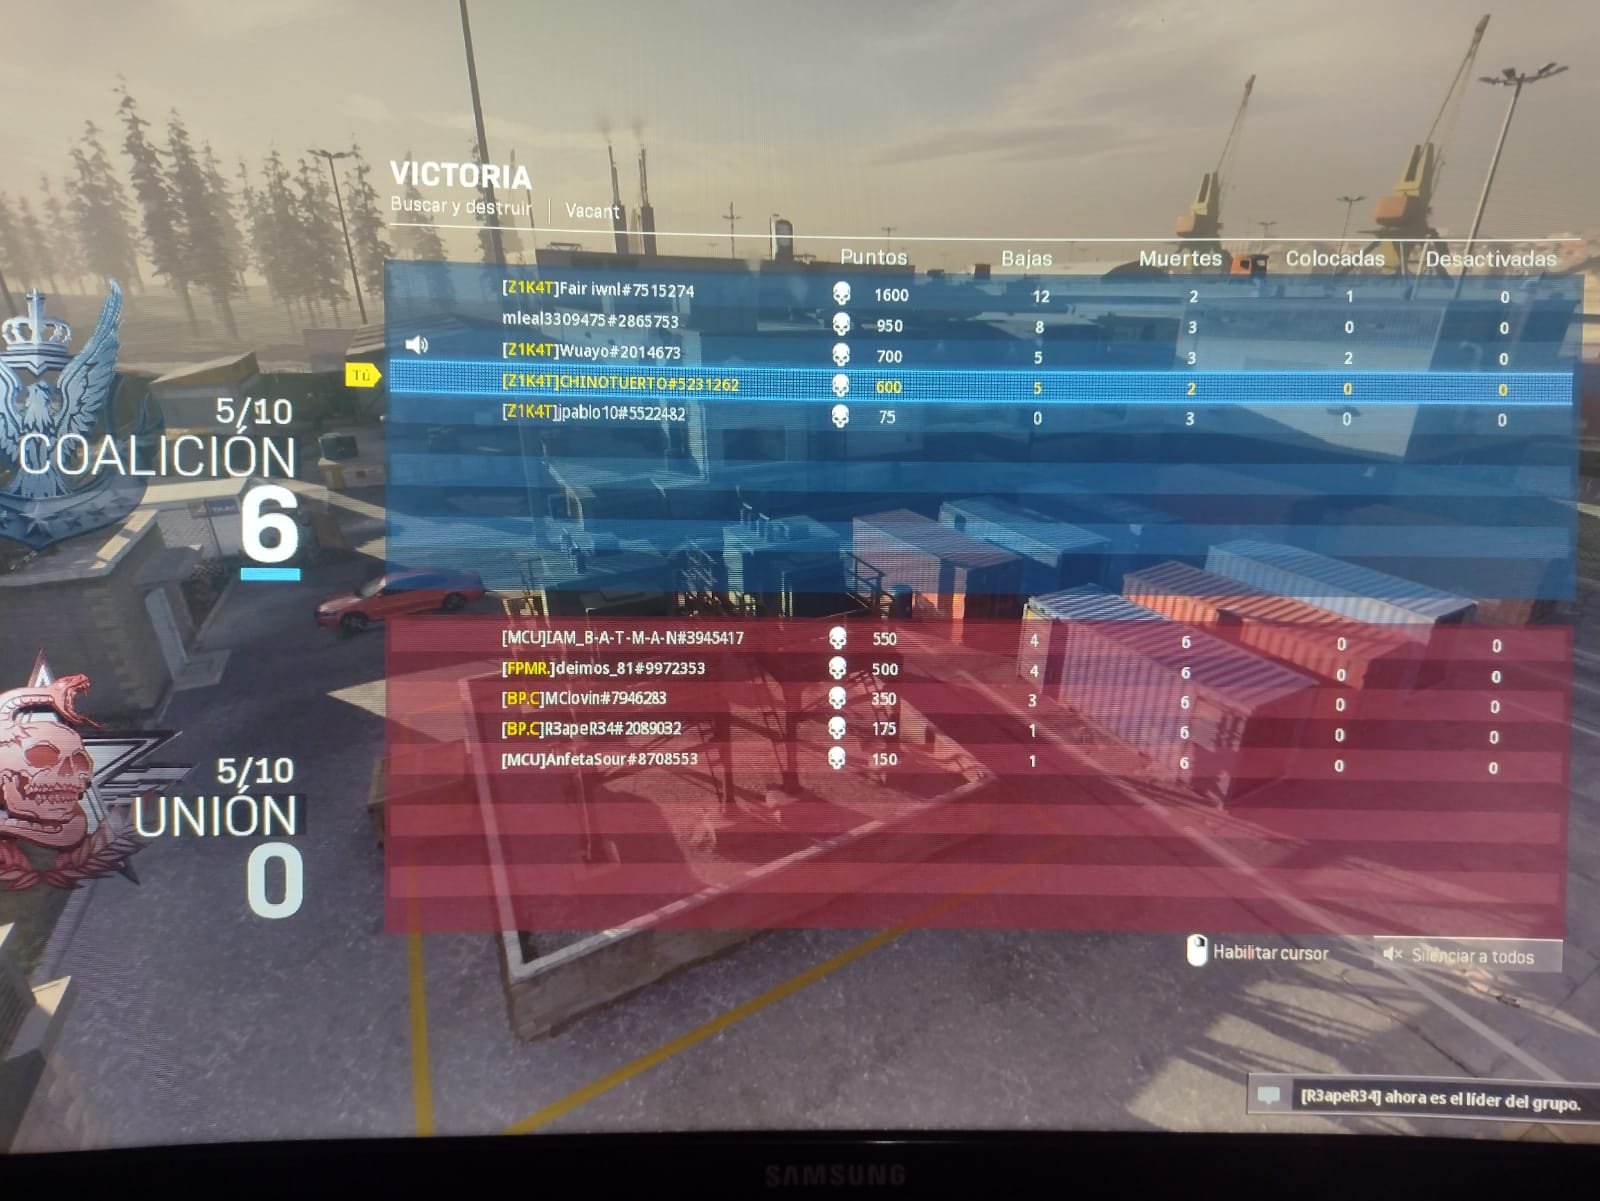 VICTORIA
Buscar y destruir | Vacant
Puntos Bajas Muertes Colocadas Desactivadas
[Z1K4T]Fair iwnl#7515274 1600 12 2 1 0
mleal3309475#2865753 950 8 3 0 0
[Z1K4T]Wuayo#2014673 700 5 3 2 0
Tú [Z1K4T]CHINOTUERTO#5231262 600 5 2 0 0
[Z1K4T]jpablo10#5522482 75 0 3 0 0
5/10
COALICIÓN
6
[MCU]IAM_B-A-T-M-A-N#3945417 550 4 6 0 0
[FPMR.]deimos_81#9972353 500 4 6 0 0
[BP.C]MClovin#7946283 350 3 6 0 0
[BP.C]R3apeR34#2089032 175 1 6 0 0
[MCU]AnfetaSour#8708553 150 1 6 0 0
5/10
UNIÓN
0
Habilitar cursor
Silenciar a todos
[R3apeR34] ahora es el líder del grupo.
SAMSUNG